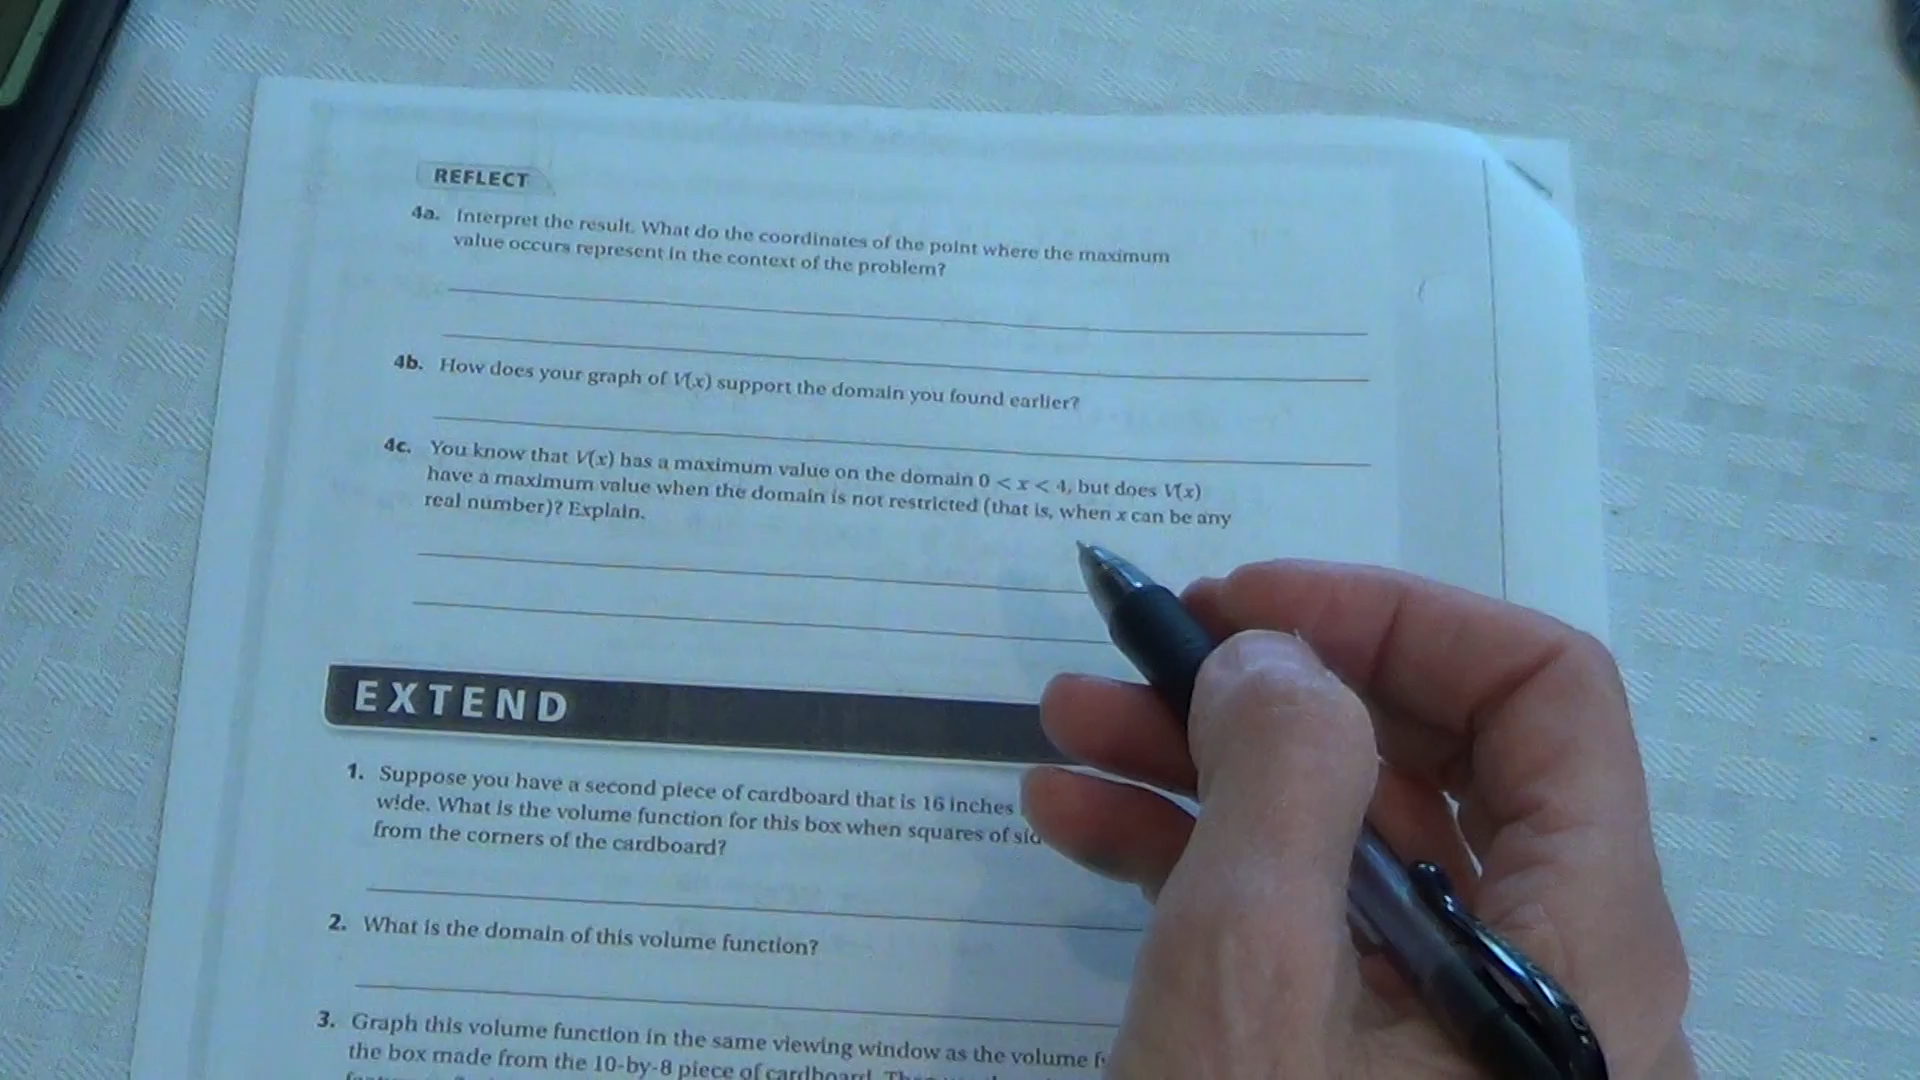 REFLECT
4a. Interpret the result. What do the coordinates of the point where the maximum
value occurs represent in the context of the problem?
4b. How does your graph of V(x) support the domain you found earlier?
4c. You know that V(x) has a maximum value on the domain 0 < x < 4, but does V(x)
have a maximum value when the domain is not restricted (that is, when x can be any
real number)? Explain.
EXTEND
1. Suppose you have a second piece of cardboard that is 16 inches
wide. What is the volume function for this box when squares of
from the corners of the cardboard?
2. What is the domain of this volume function?
3. Graph this volume function in the same viewing window as the volume
the box made from the 10-by-8 piece of cardboard.